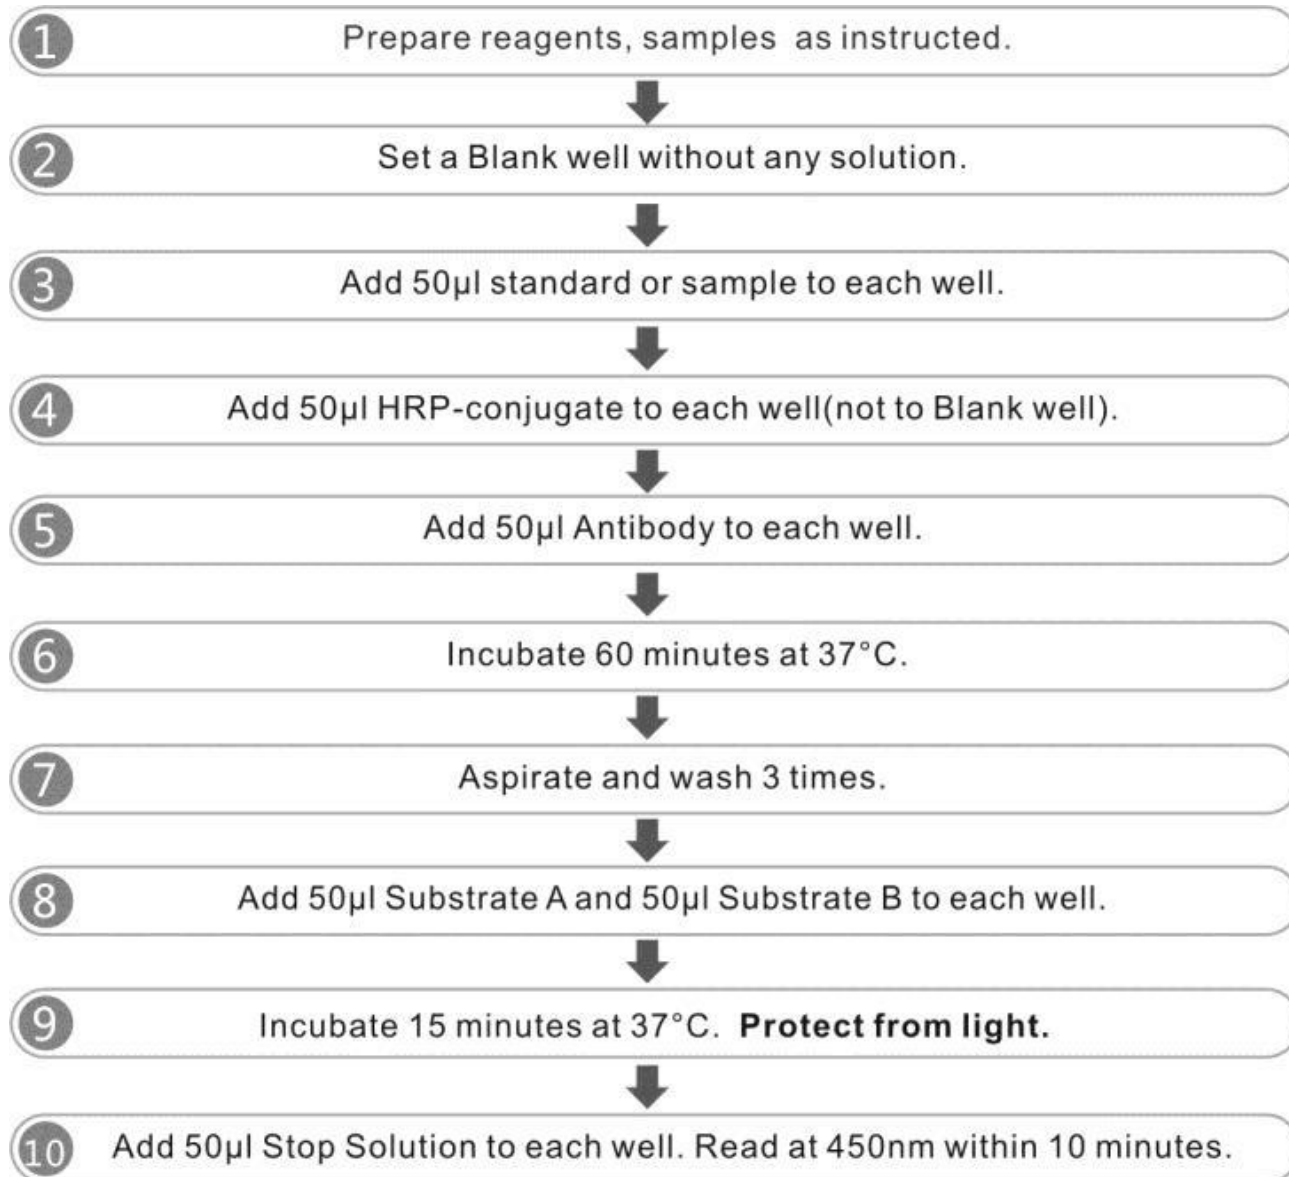 1 Prepare reagents, samples as instructed.
2 Set a Blank well without any solution.
3 Add 50µl standard or sample to each well.
4 Add 50µl HRP-conjugate to each well(not to Blank well).
5 Add 50µl Antibody to each well.
6 Incubate 60 minutes at 37°C.
7 Aspirate and wash 3 times.
8 Add 50µl Substrate A and 50µl Substrate B to each well.
9 Incubate 15 minutes at 37°C. Protect from light.
10 Add 50µl Stop Solution to each well. Read at 450nm within 10 minutes.